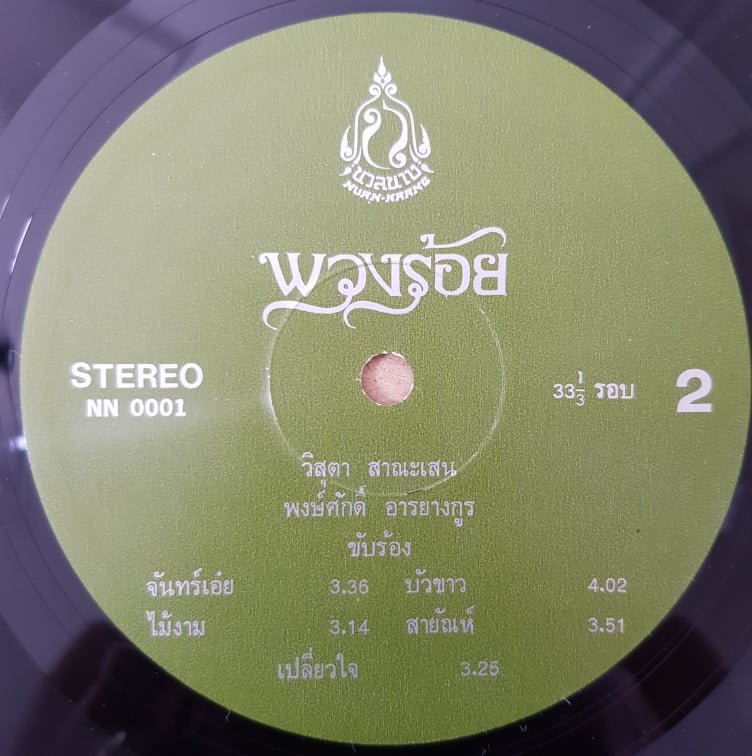 นวลนาง
NUAN-NAANG
พวงร้อย
STEREO
NN 0001
33⅓ รอบ
2
วิสุตา สาณะเสน
พงษ์ศักดิ์ อารยางกูร
ขับร้อง
จันทร์เอ๋ย 3.36 บัวขาว 4.02
ไม้งาม 3.14 สายัณห์ 3.51
เปลี่ยวใจ 3.25